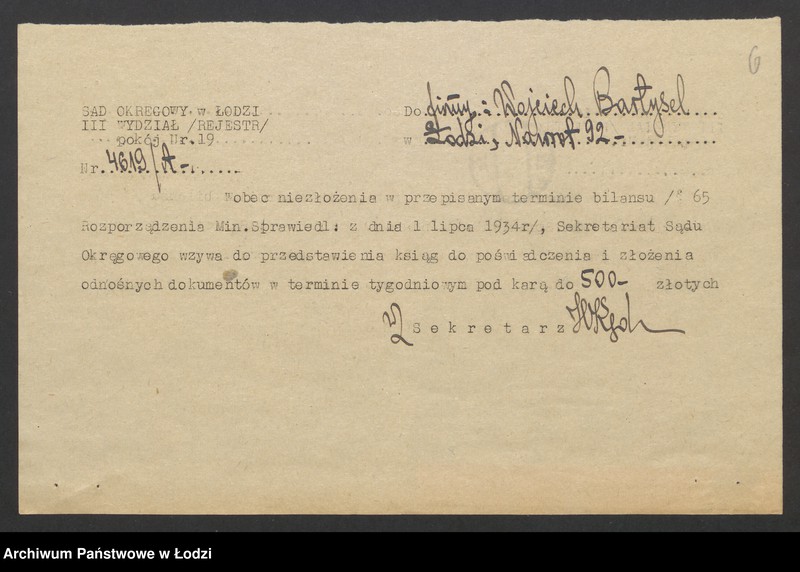 6
SĄD OKRĘGOWY w ŁODZI
III WYDZIAŁ /REJESTR/
pokój Nr.19
Nr. 4619/A-
Do firmy: Wojciech Bartysel
w Łodzi, Nawrot 92-
Wobec niezłożenia w przepisanym terminie bilansu /§ 65
Rozporządzenia Min.Sprawiedl: z dnia 1 lipca 1934r/, Sekretariat Sądu
Okręgowego wzywa do przedstawienia ksiąg do poświadczenia i złożenia
odnośnych dokumentów w terminie tygodniowym pod karą do 500- złotych
Sekretarz
Archiwum Państwowe w Łodzi